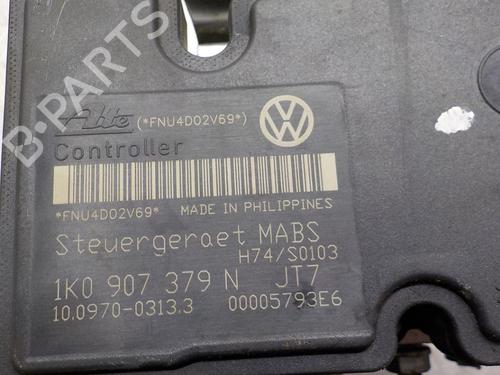 Ate (*FNU4D02V69*)
Controller
*FNU4D02V69* MADE IN PHILIPPINES
Steuergeraet MABS
H74/S0103
1K0 907 379 N JT7
10.0970-0313.3 00005793E6
B-PARTS